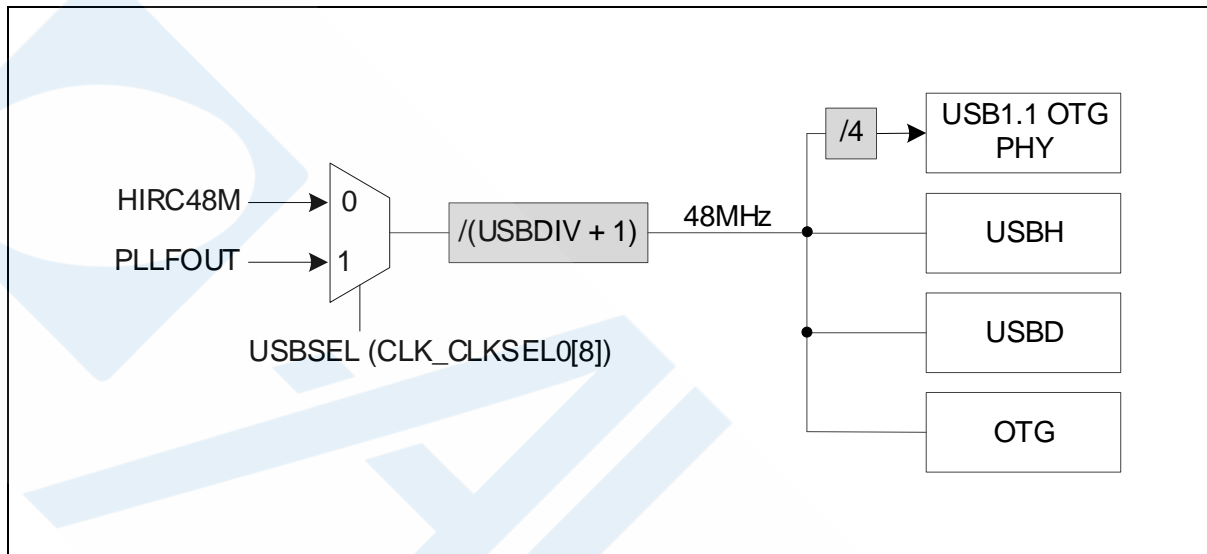 HIRC48M
PLLFOUT
0
1
USBSEL (CLK_CLKSEL0[8])
/(USBDIV + 1)
48MHz
/4
USB1.1 OTG
PHY
USBH
USBD
OTG